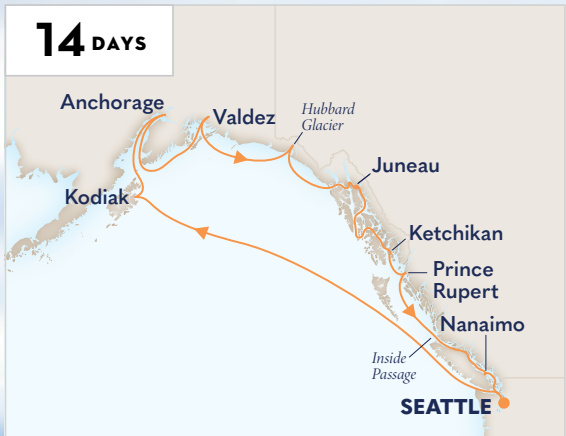 14 DAYS
Anchorage
Valdez
Hubbard
Glacier
Juneau
Kodiak
Ketchikan
Prince
Rupert
Nanaimo
Inside
Passage
SEATTLE